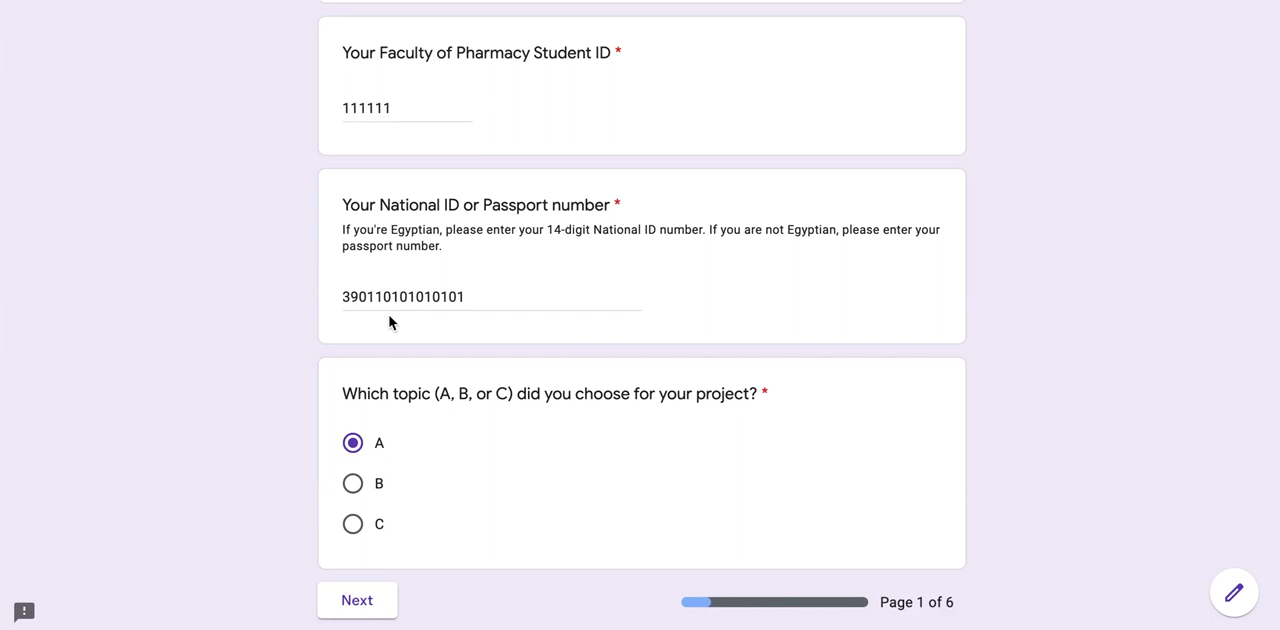 Your Faculty of Pharmacy Student ID *
111111
Your National ID or Passport number *
If you're Egyptian, please enter your 14-digit National ID number. If you are not Egyptian, please enter your
passport number.
390110101010101
Which topic (A, B, or C) did you choose for your project? *
A
B
C
Next
Page 1 of 6